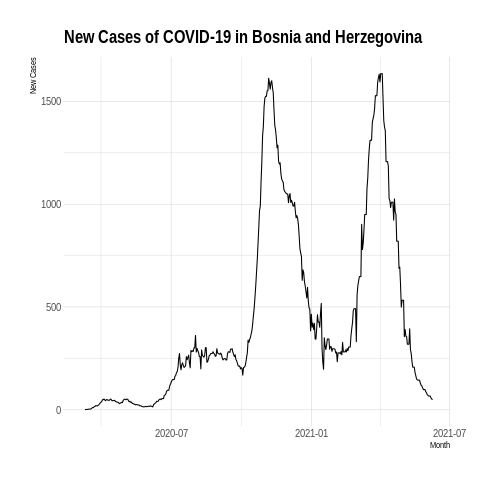 New Cases of COVID-19 in Bosnia and Herzegovina
New Cases
1500
1000
500
0
2020-07
2021-01
2021-07
Month